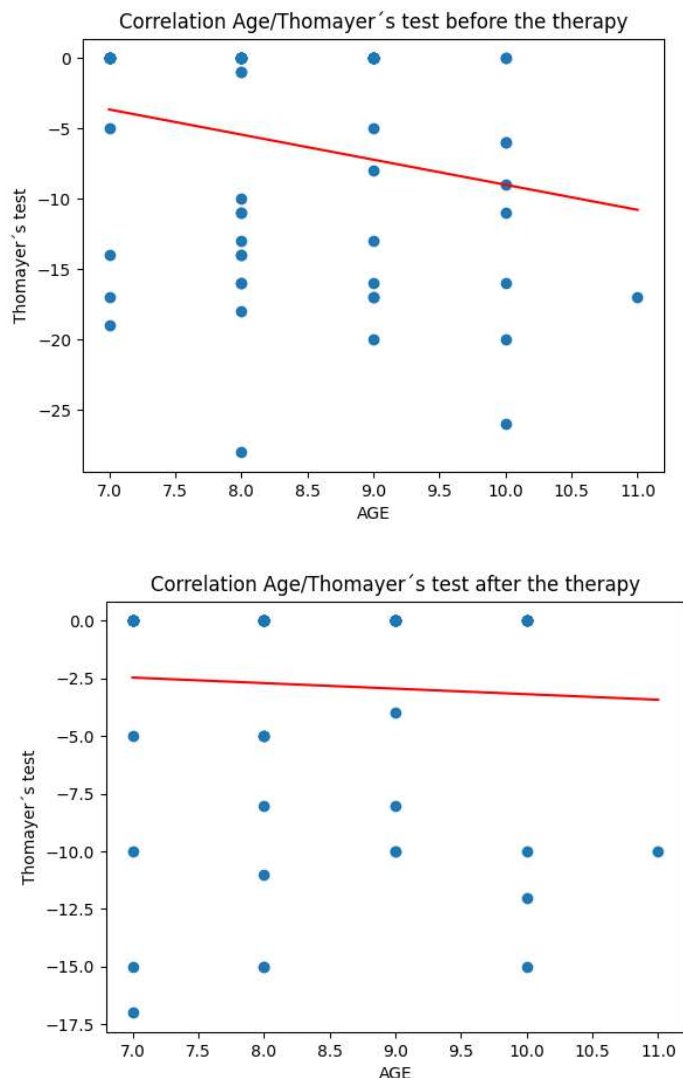 Correlation Age/Thomayer´s test before the therapy
0
−5
−10
−15
−20
−25
Thomayer´s test
7.0 7.5 8.0 8.5 9.0 9.5 10.0 10.5 11.0
AGE
Correlation Age/Thomayer´s test after the therapy
0.0
−2.5
−5.0
−7.5
−10.0
−12.5
−15.0
−17.5
Thomayer´s test
7.0 7.5 8.0 8.5 9.0 9.5 10.0 10.5 11.0
AGE